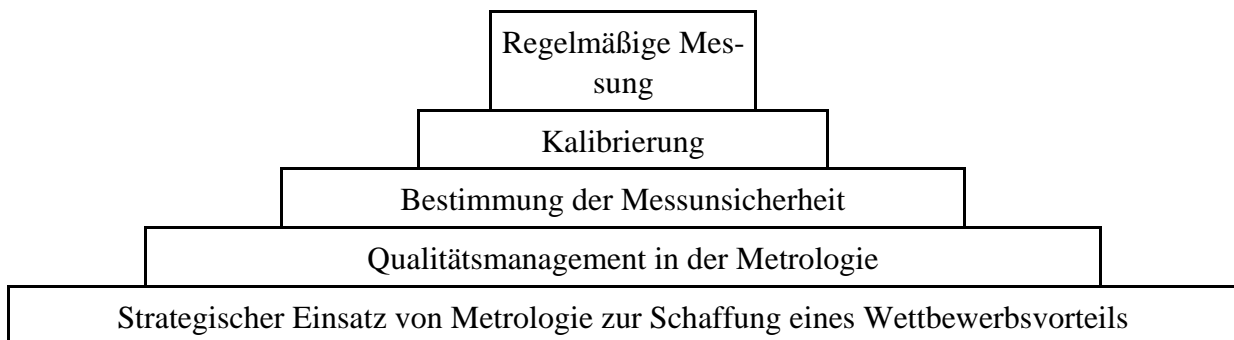 Regelmäßige Mes-
sung
Kalibrierung
Bestimmung der Messunsicherheit
Qualitätsmanagement in der Metrologie
Strategischer Einsatz von Metrologie zur Schaffung eines Wettbewerbsvorteils